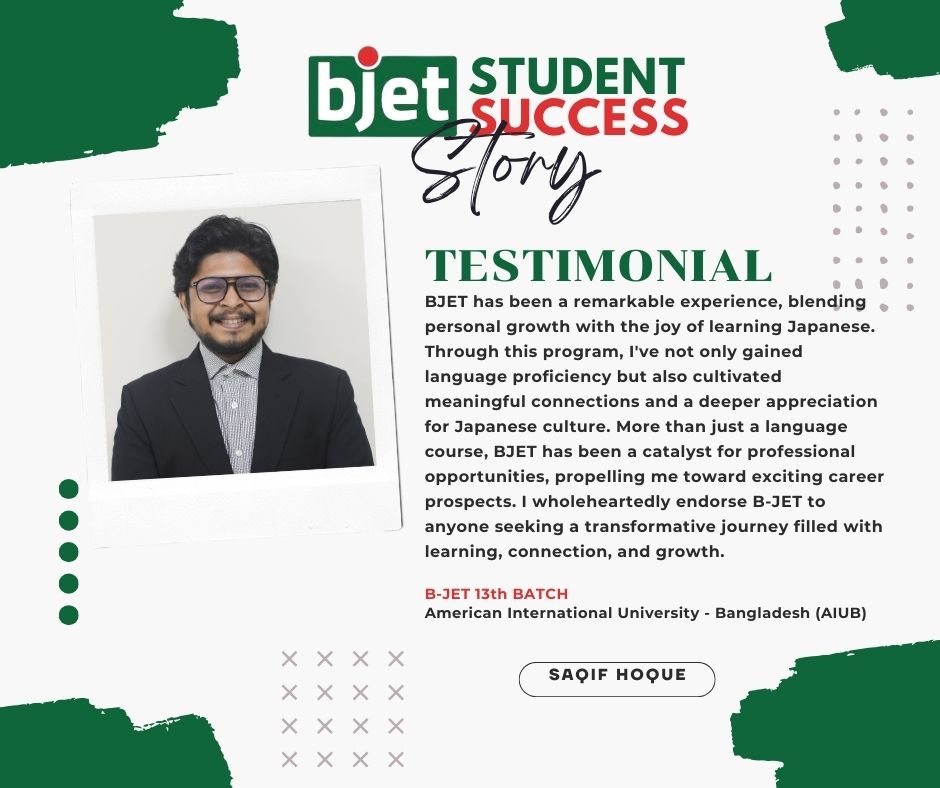 bjet STUDENT
SUCCESS
Story
TESTIMONIAL
BJET has been a remarkable experience, blending
personal growth with the joy of learning Japanese.
Through this program, I've not only gained
language proficiency but also cultivated
meaningful connections and a deeper appreciation
for Japanese culture. More than just a language
course, BJET has been a catalyst for professional
opportunities, propelling me toward exciting career
prospects. I wholeheartedly endorse B-JET to
anyone seeking a transformative journey filled with
learning, connection, and growth.
B-JET 13th BATCH
American International University - Bangladesh (AIUB)
SAQIF HOQUE